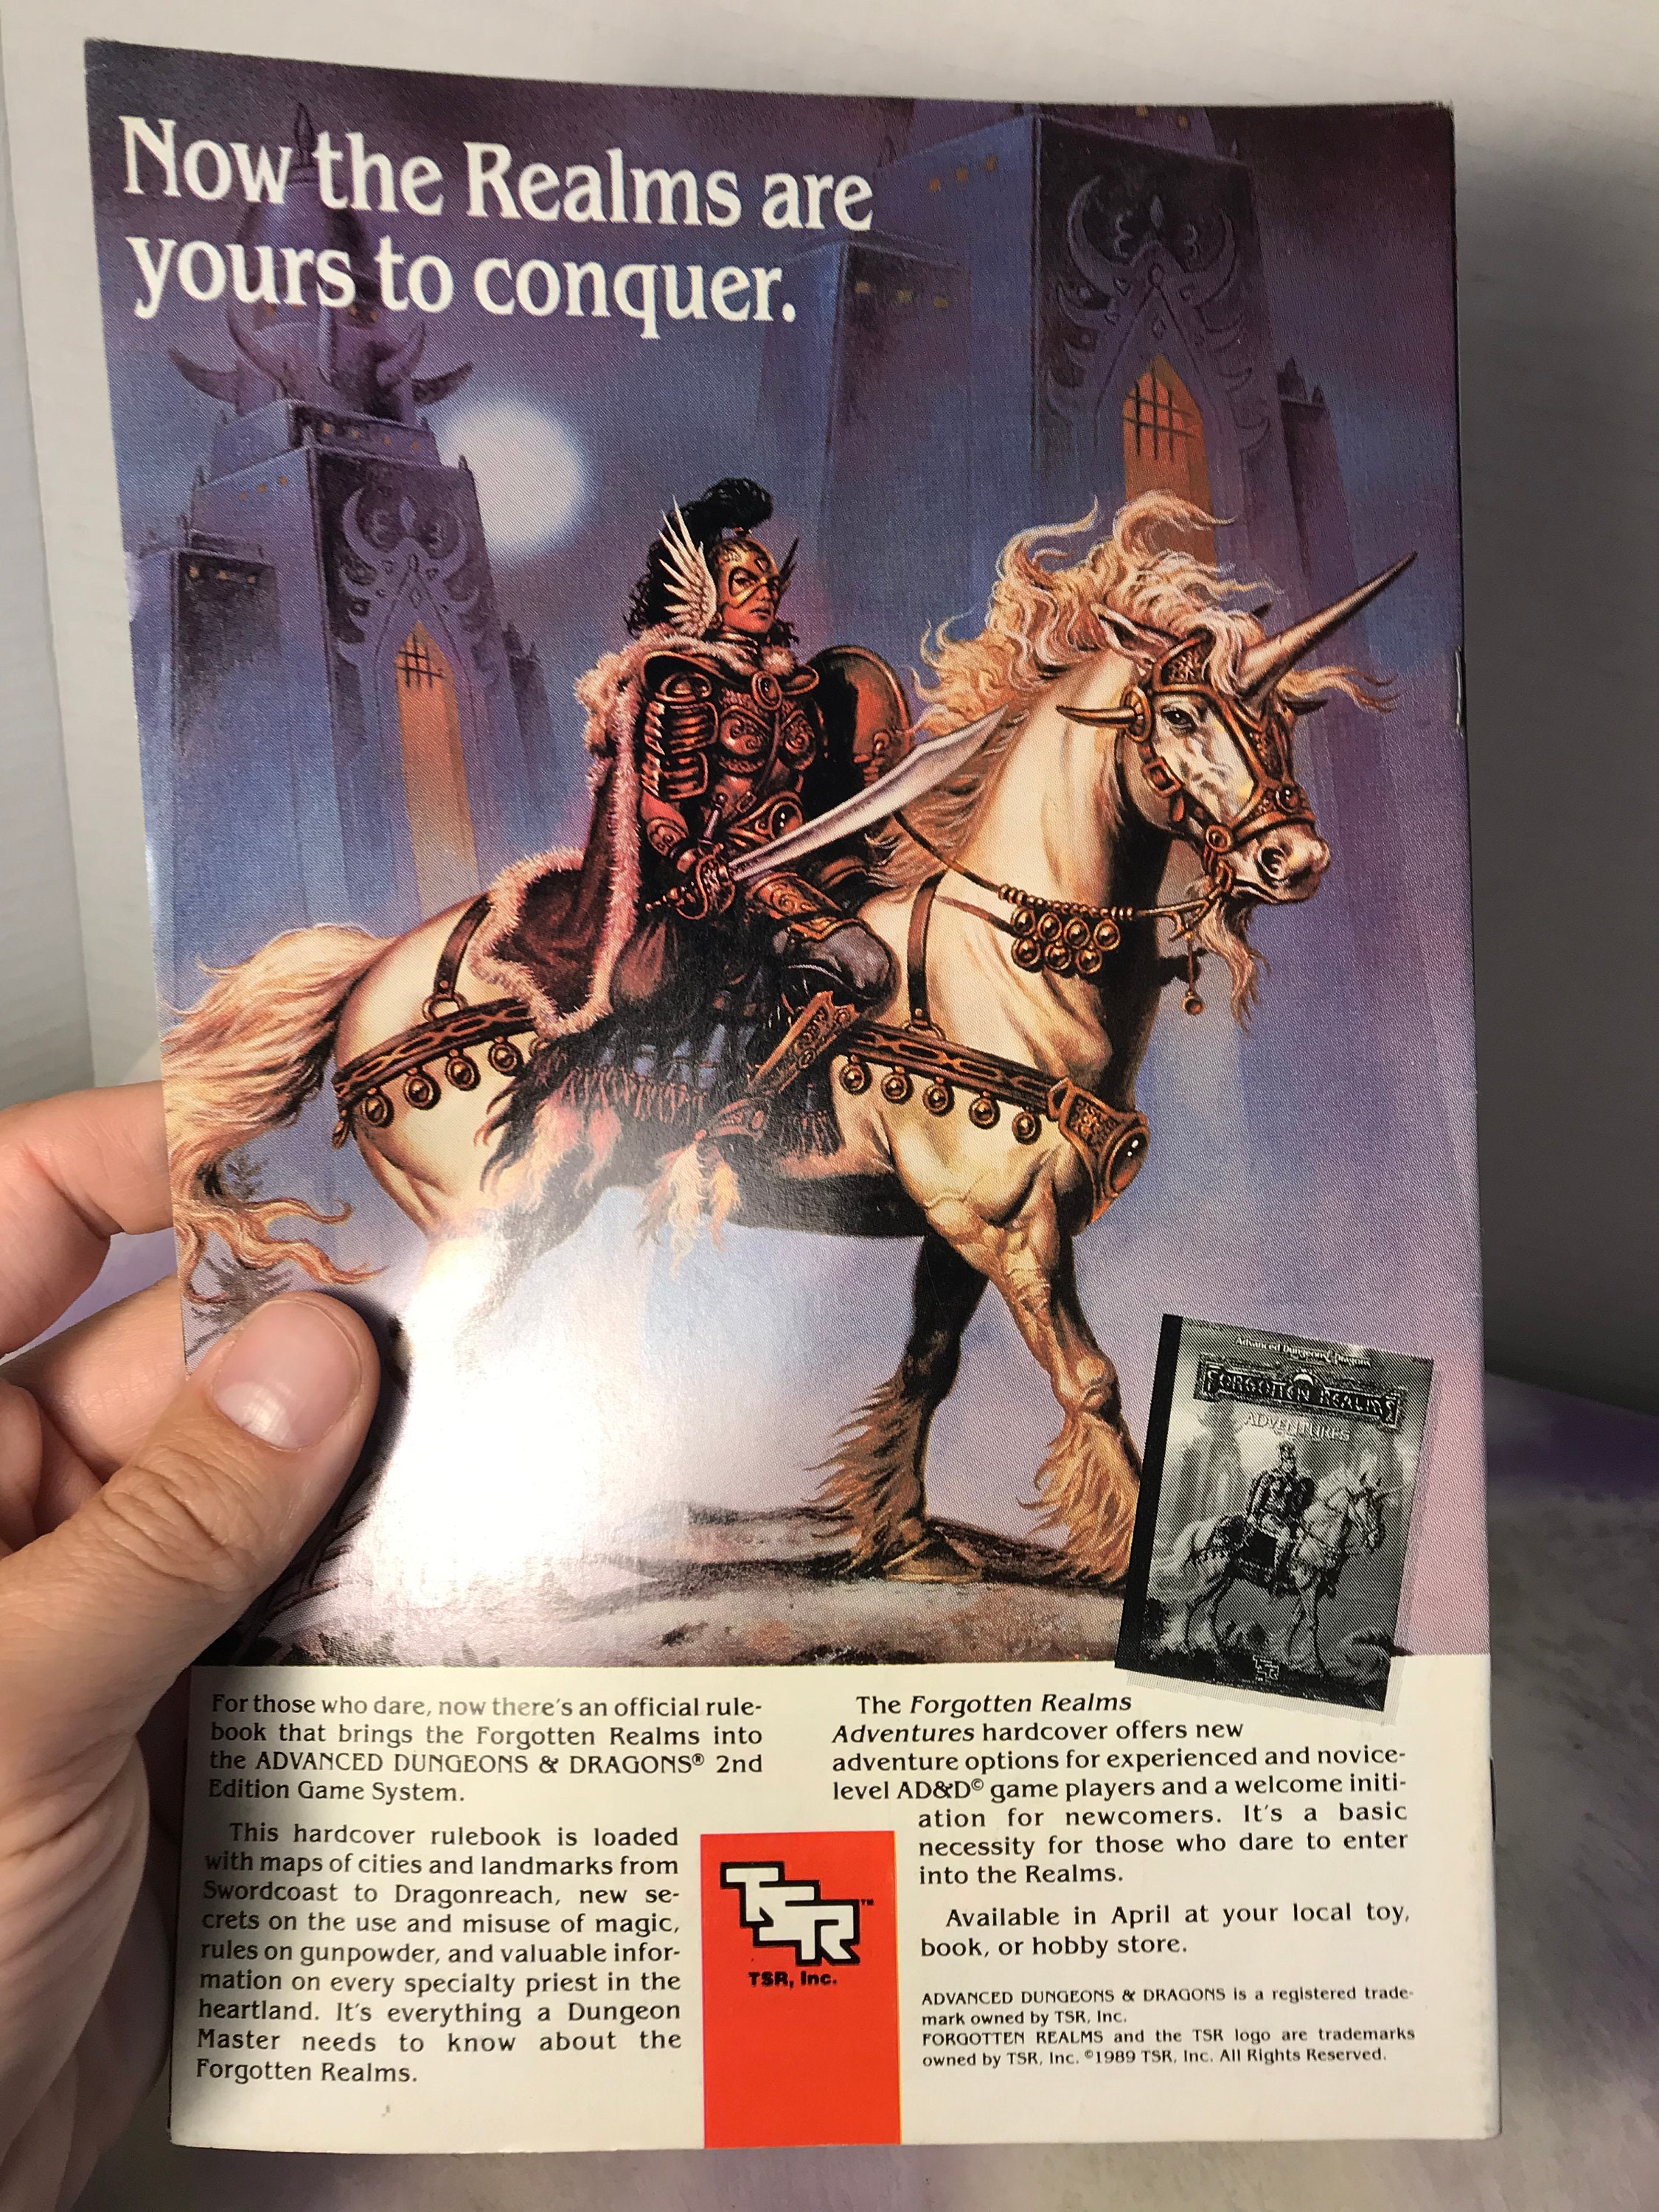 Now the Realms are
yours to conquer.
Advanced Dungeons & Dragons
FORGOTTEN REALMS
ADVENTURES
TSR
For those who dare, now there's an official rule-
book that brings the Forgotten Realms into
the ADVANCED DUNGEONS & DRAGONS® 2nd
Edition Game System.
This hardcover rulebook is loaded
with maps of cities and landmarks from
Swordcoast to Dragonreach, new se-
crets on the use and misuse of magic,
rules on gunpowder, and valuable infor-
mation on every specialty priest in the
heartland. It's everything a Dungeon
Master needs to know about the
Forgotten Realms.
TSR™
TSR, Inc.
The Forgotten Realms
Adventures hardcover offers new
adventure options for experienced and novice-
level AD&D© game players and a welcome initi-
ation for newcomers. It's a basic
necessity for those who dare to enter
into the Realms.
Available in April at your local toy,
book, or hobby store.
ADVANCED DUNGEONS & DRAGONS is a registered trade-
mark owned by TSR, Inc.
FORGOTTEN REALMS and the TSR logo are trademarks
owned by TSR, Inc. ©1989 TSR, Inc. All Rights Reserved.